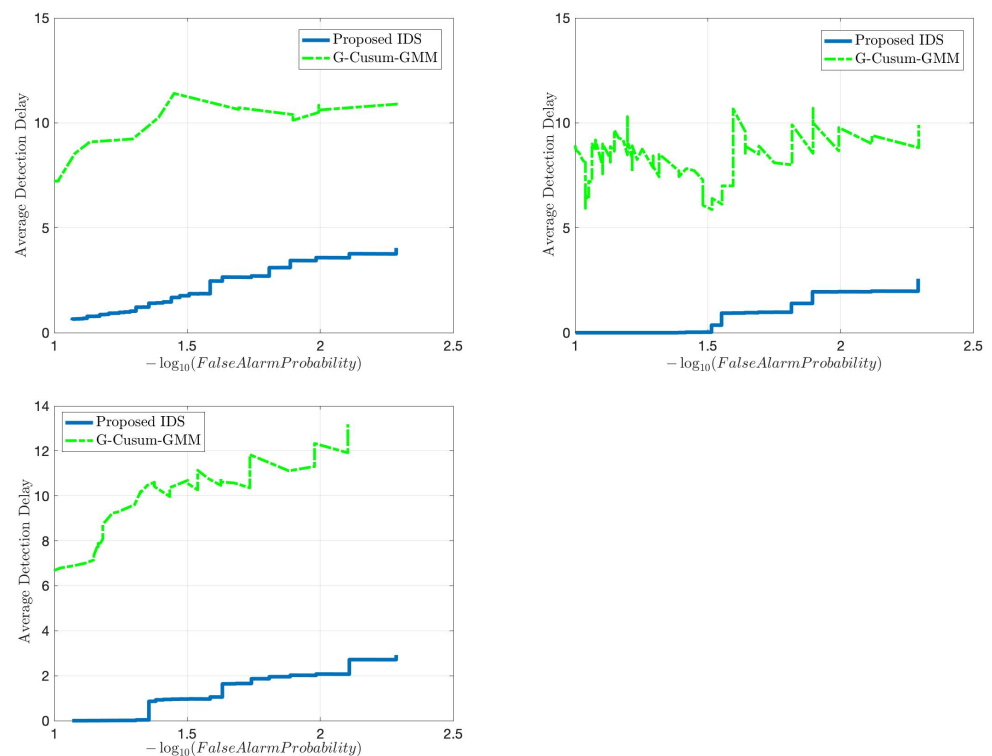 15
10
5
0
Average Detection Delay
Proposed IDS
G-Cusum-GMM
1
1.5
2
2.5
− log₁₀(FalseAlarmProbability)
15
10
5
0
Average Detection Delay
Proposed IDS
G-Cusum-GMM
1
1.5
2
2.5
− log₁₀(FalseAlarmProbability)
14
12
10
8
6
4
2
0
Average Detection Delay
Proposed IDS
G-Cusum-GMM
1
1.5
2
2.5
− log₁₀(FalseAlarmProbability)